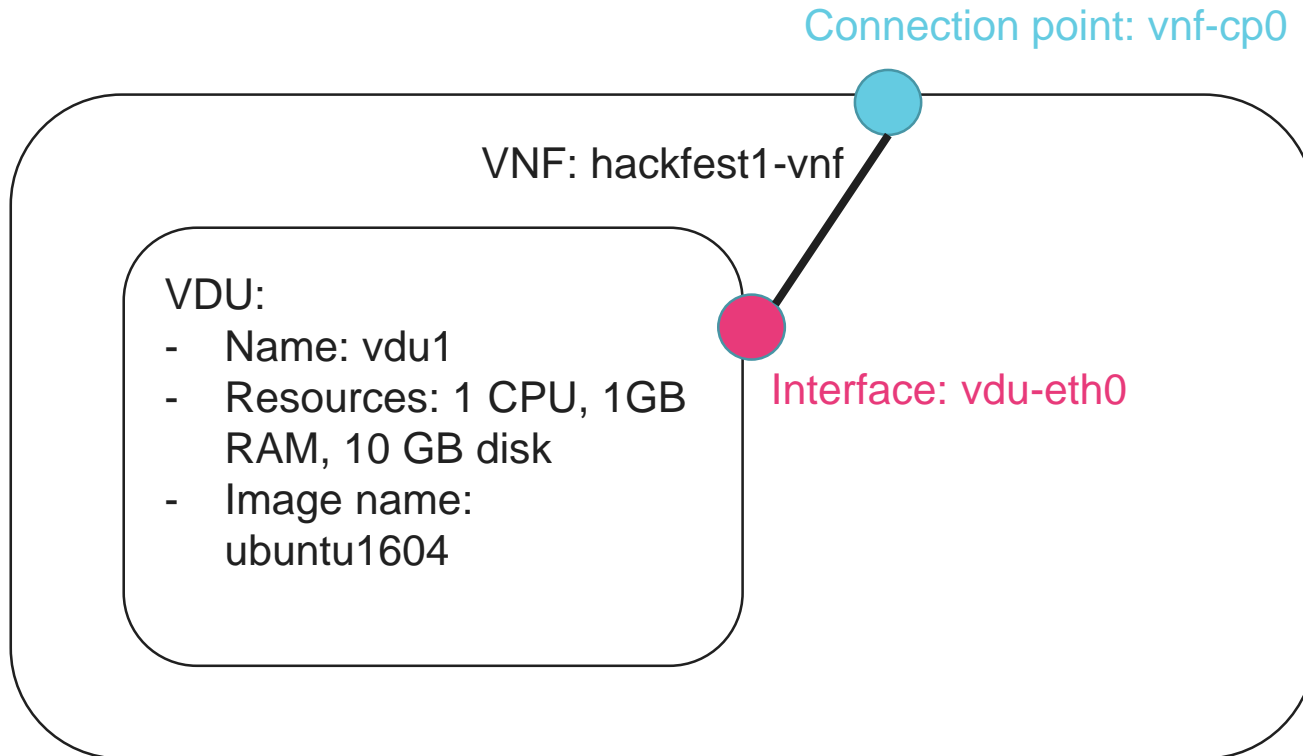 Connection point: vnf-cp0
VNF: hackfest1-vnf
VDU:
- Name: vdu1
- Resources: 1 CPU, 1GB
RAM, 10 GB disk
- Image name:
ubuntu1604
Interface: vdu-eth0